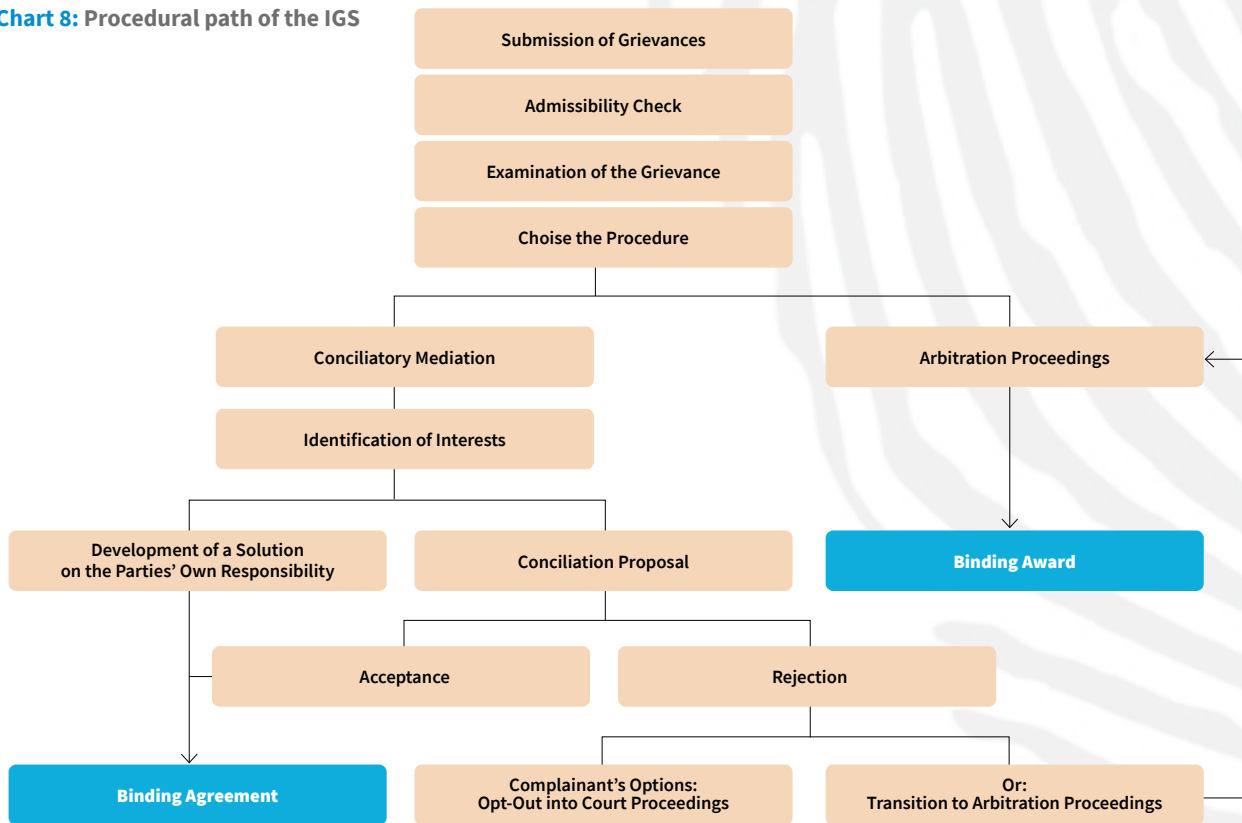 Chart 8: Procedural path of the IGS
Submission of Grievances
Admissibility Check
Examination of the Grievance
Choise the Procedure
Conciliatory Mediation
Arbitration Proceedings
Identification of Interests
Development of a Solution
on the Parties' Own Responsibility
Conciliation Proposal
Binding Award
Acceptance
Rejection
Binding Agreement
Complainant's Options:
Opt-Out into Court Proceedings
Or:
Transition to Arbitration Proceedings